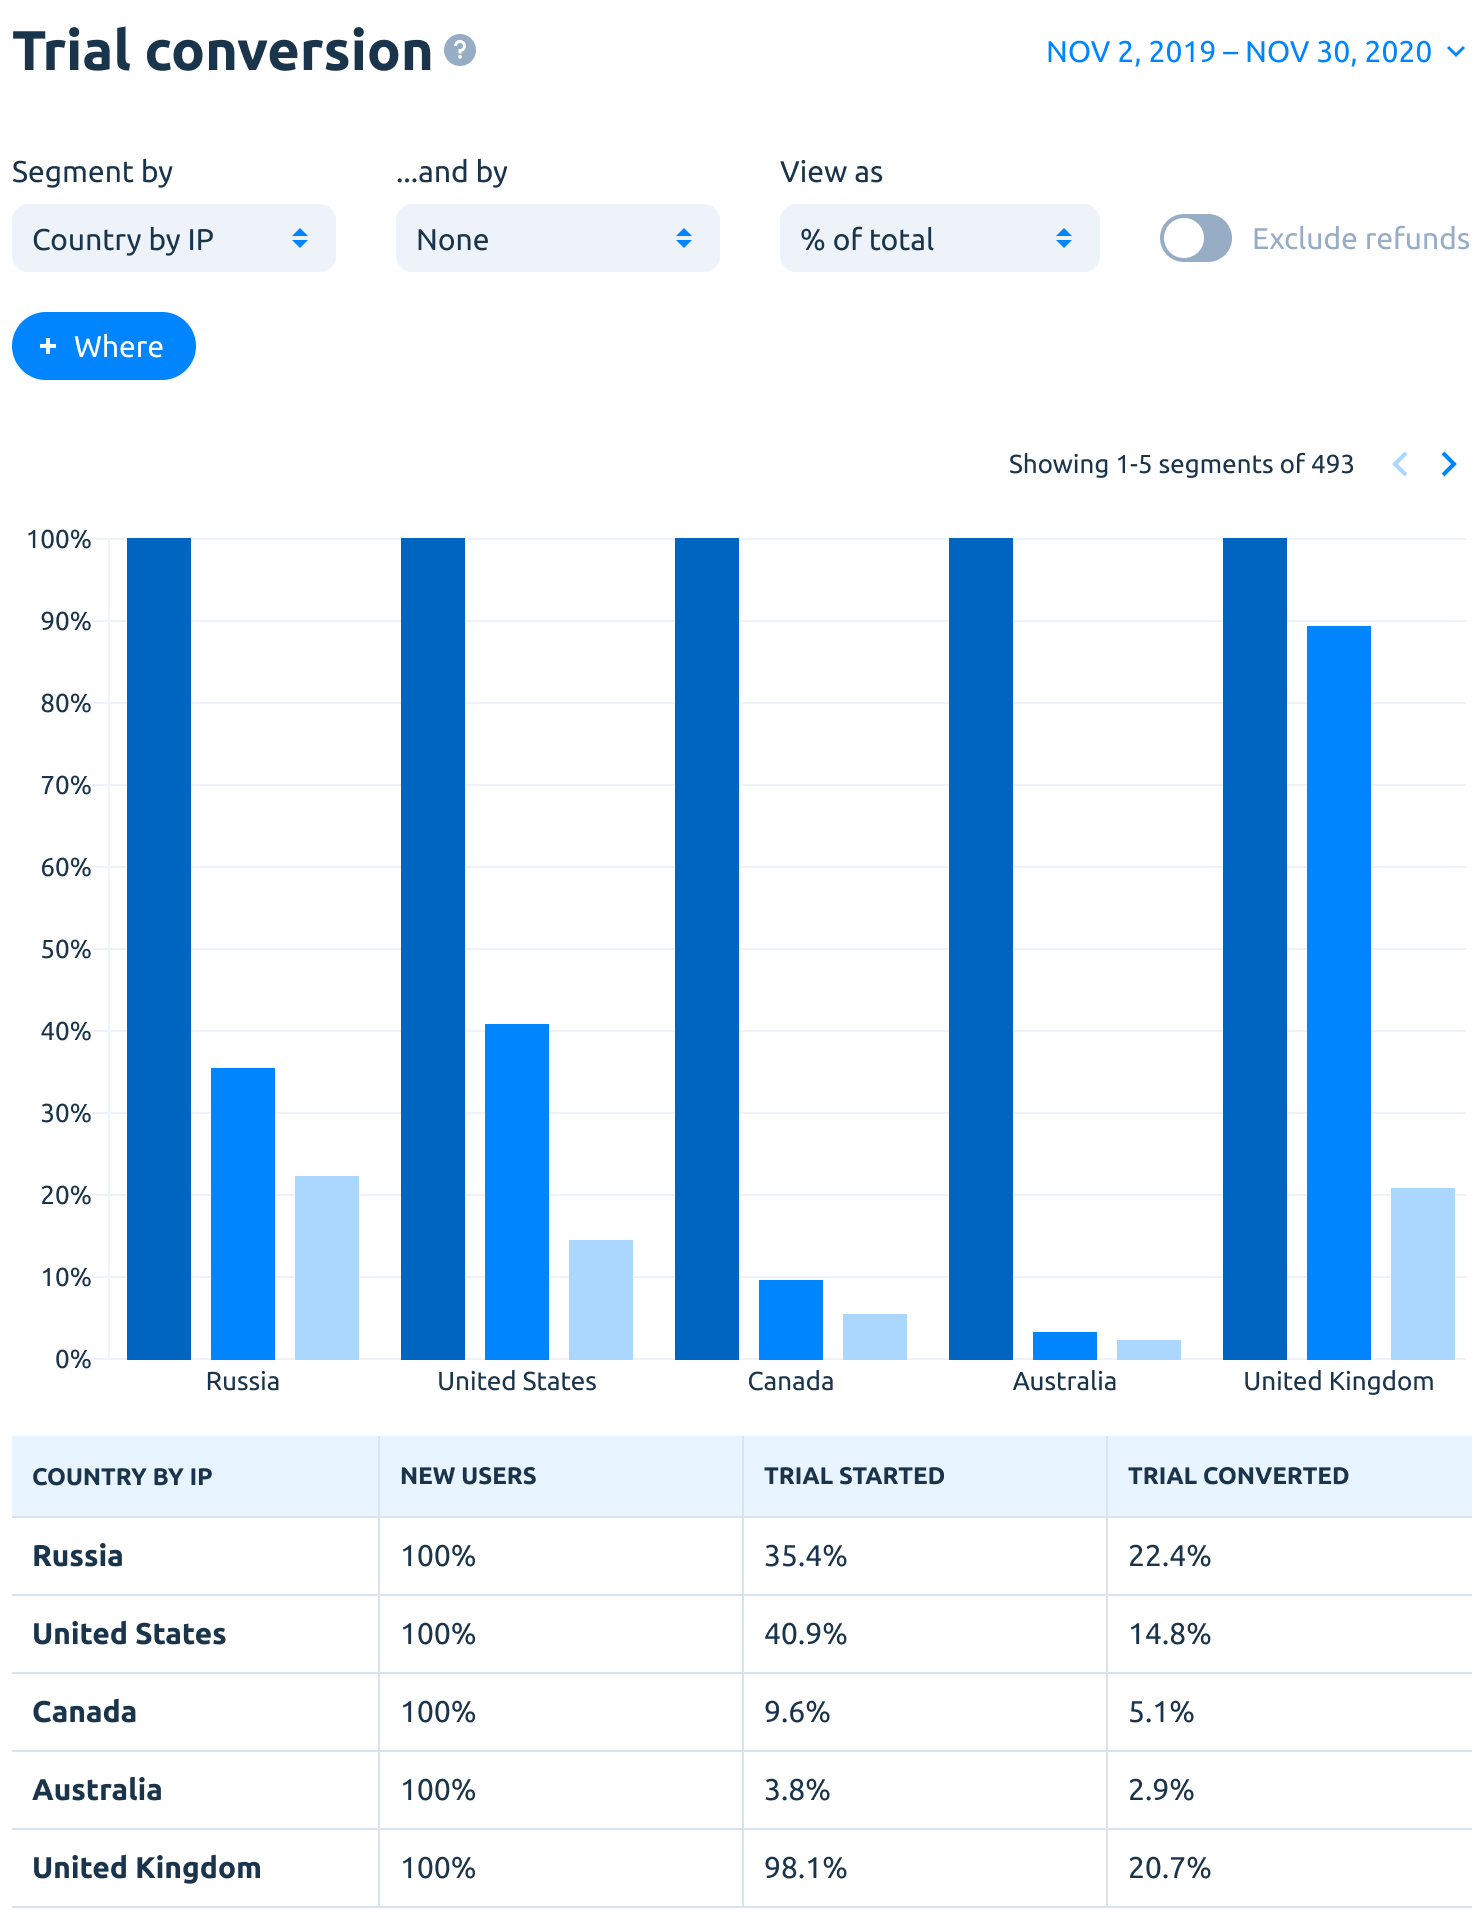 Trial conversion ?
NOV 2, 2019 – NOV 30, 2020
Segment by
...and by
View as
Country by IP
None
% of total
Exclude refunds
+ Where
Showing 1-5 segments of 493
100%
90%
80%
70%
60%
50%
40%
30%
20%
10%
0%
Russia United States Canada Australia United Kingdom
COUNTRY BY IP NEW USERS TRIAL STARTED TRIAL CONVERTED
Russia 100% 35.4% 22.4%
United States 100% 40.9% 14.8%
Canada 100% 9.6% 5.1%
Australia 100% 3.8% 2.9%
United Kingdom 100% 98.1% 20.7%